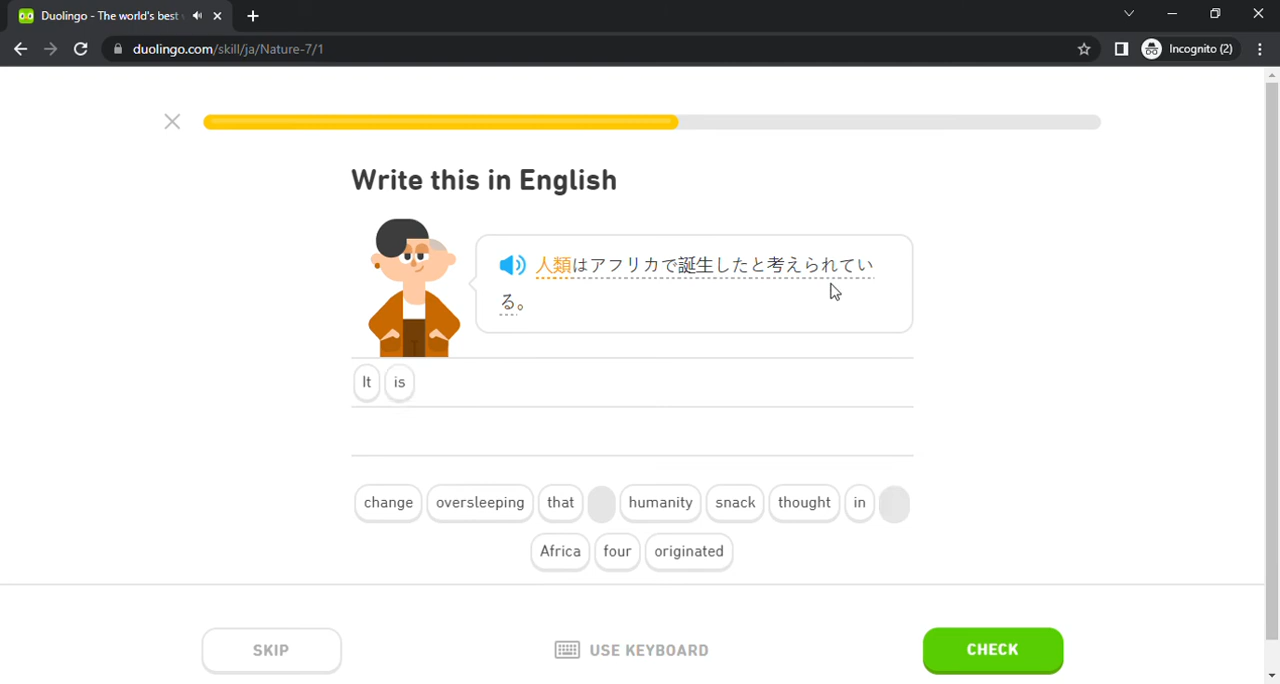 Duolingo - The world's best
duolingo.com/skill/ja/Nature-7/1
Incognito (2)
Write this in English
人類はアフリカで誕生したと考えられてい
る。
It is
change oversleeping that humanity snack thought in
Africa four originated
SKIP
USE KEYBOARD
CHECK